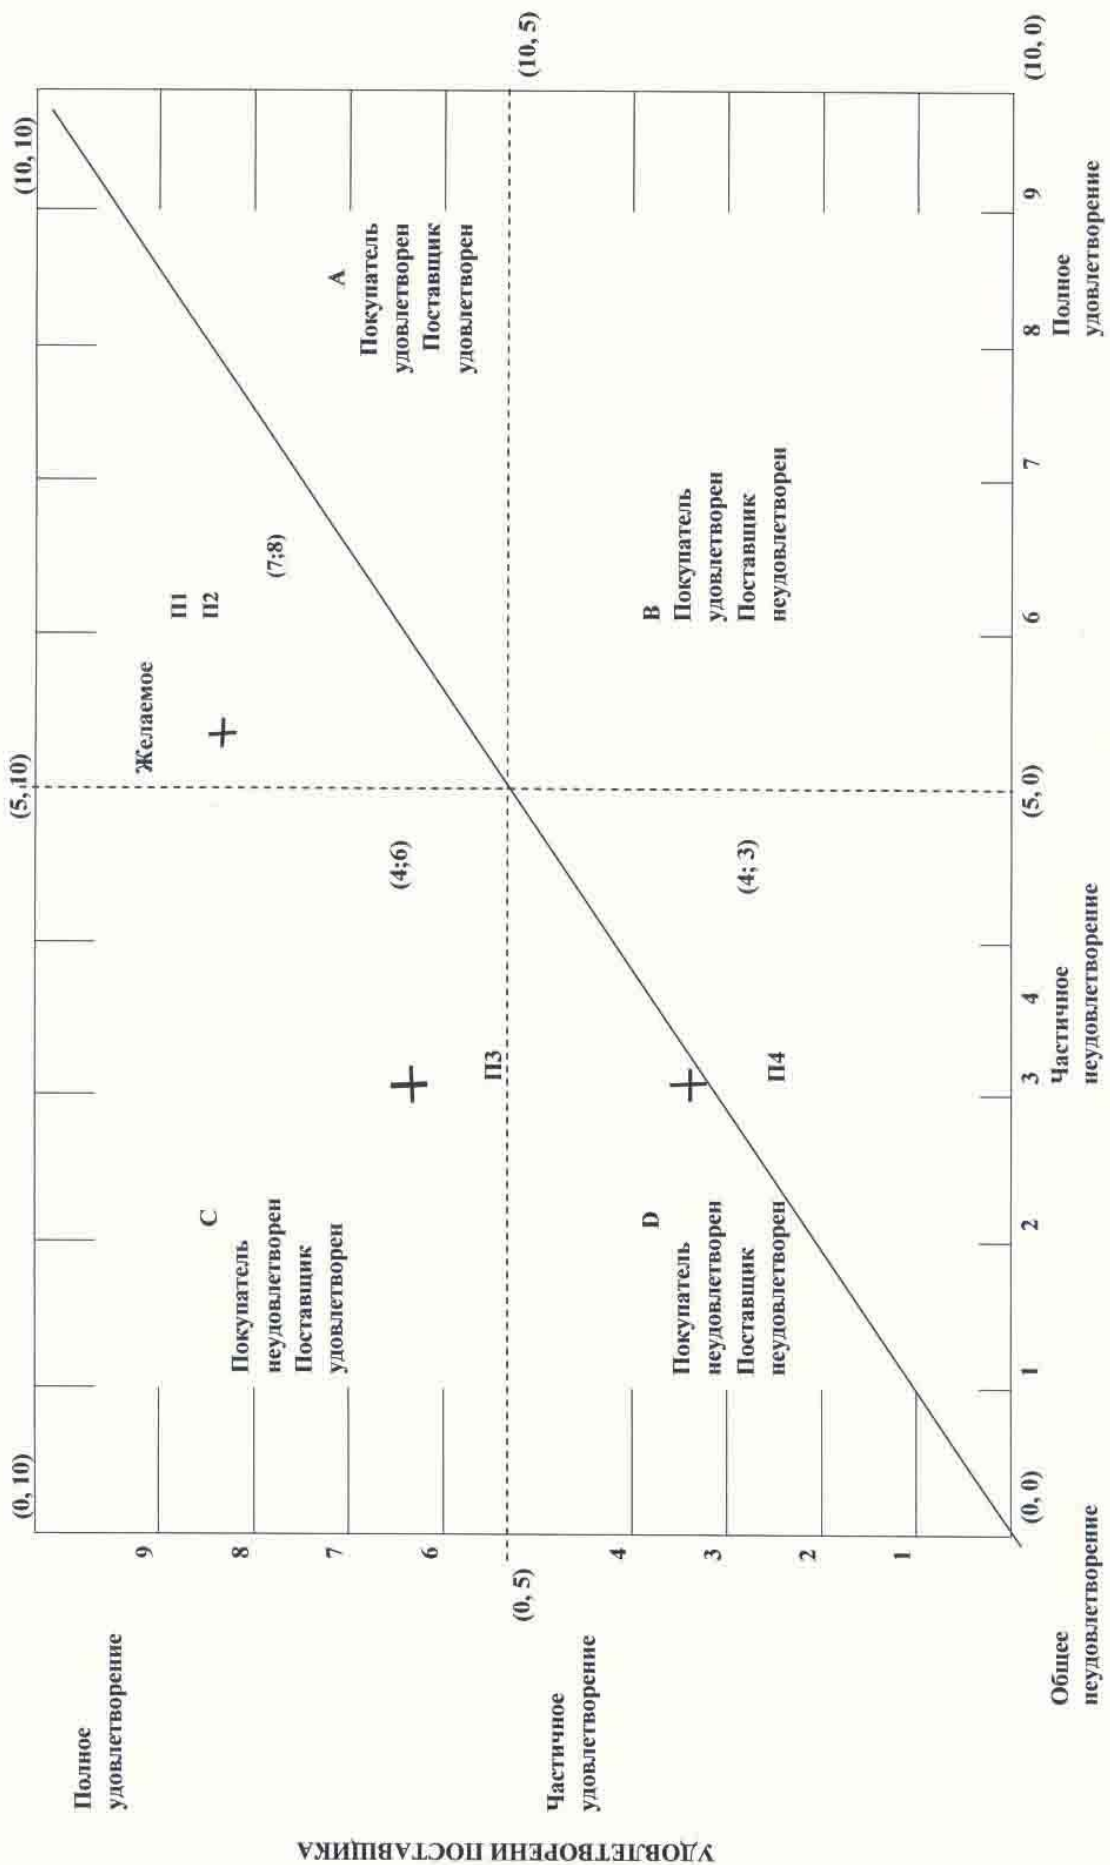 УДОВЛЕТВОРЕНИ ПОСТАВЩИКА
Полное
удовлетворение
Частичное
удовлетворение
(0, 10)
(5, 10)
(10, 10)
9
8
7
6
(0, 5)
4
3
2
1
(10, 5)
Желаемое
П1
П2
(7;8)
A
Покупатель
удовлетворен
Поставщик
удовлетворен
C
Покупатель
неудовлетворен
Поставщик
удовлетворен
(4;6)
П3
B
Покупатель
удовлетворен
Поставщик
неудовлетворен
D
Покупатель
неудовлетворен
Поставщик
неудовлетворен
(4; 3)
П4
(0, 0)
1
2
3
4
(5, 0)
6
7
8
9
(10, 0)
Общее
неудовлетворение
Частичное
неудовлетворение
Полное
удовлетворение